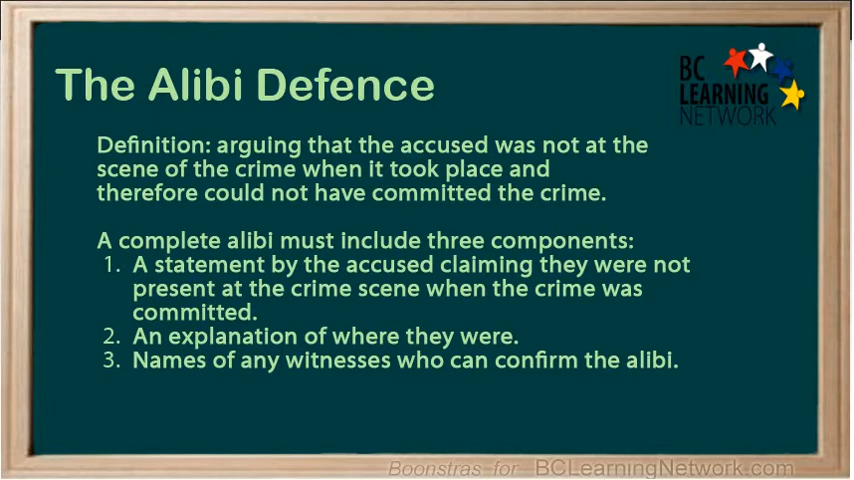 The Alibi Defence
BC
LEARNING
NETWORK
Definition: arguing that the accused was not at the
scene of the crime when it took place and
therefore could not have committed the crime.
A complete alibi must include three components:
1. A statement by the accused claiming they were not
present at the crime scene when the crime was
committed.
2. An explanation of where they were.
3. Names of any witnesses who can confirm the alibi.
Boonstras for BCLearningNetwork.com